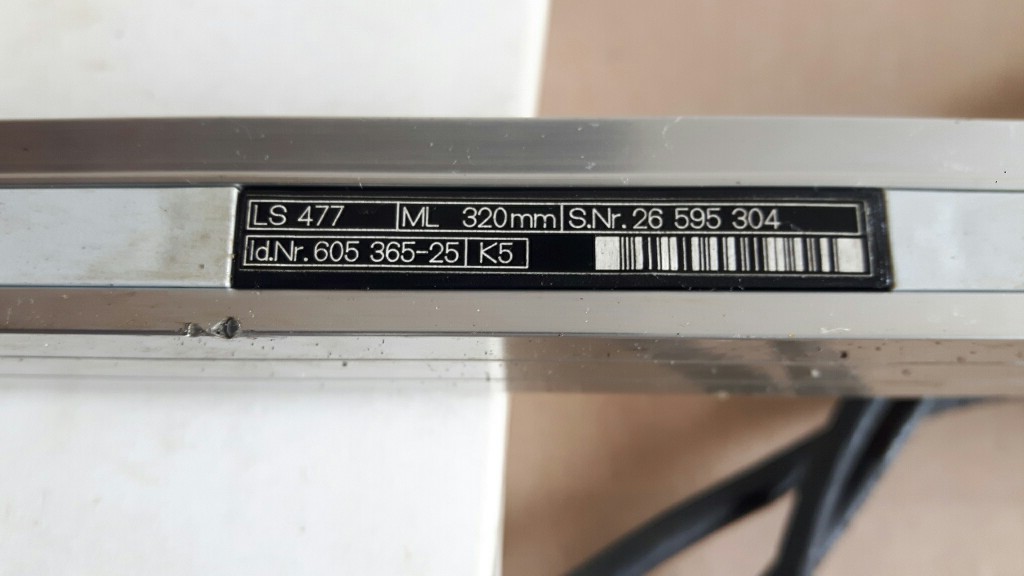 LS 477 ML 320mm S.Nr. 26 595 304
Id.Nr. 605 365-25 K5